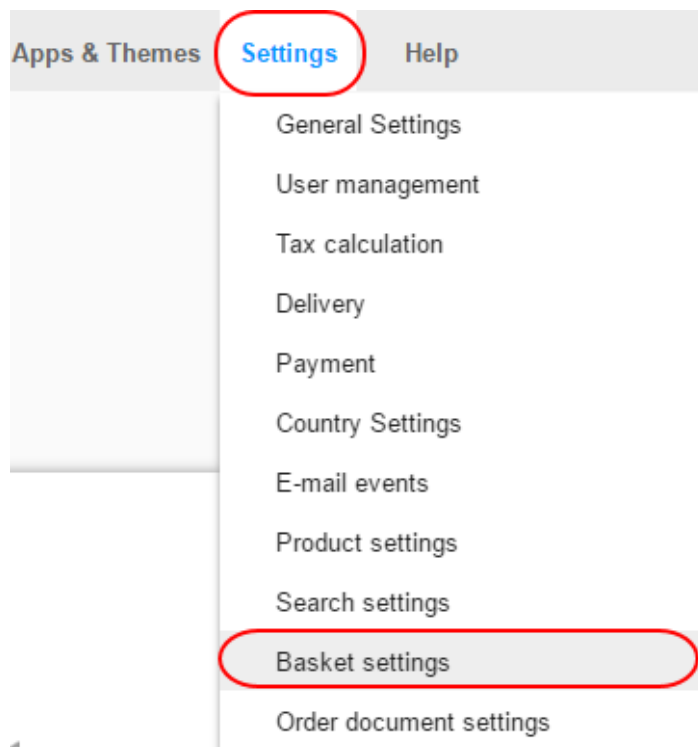 Apps & Themes Settings Help
General Settings
User management
Tax calculation
Delivery
Payment
Country Settings
E-mail events
Product settings
Search settings
Basket settings
Order document settings